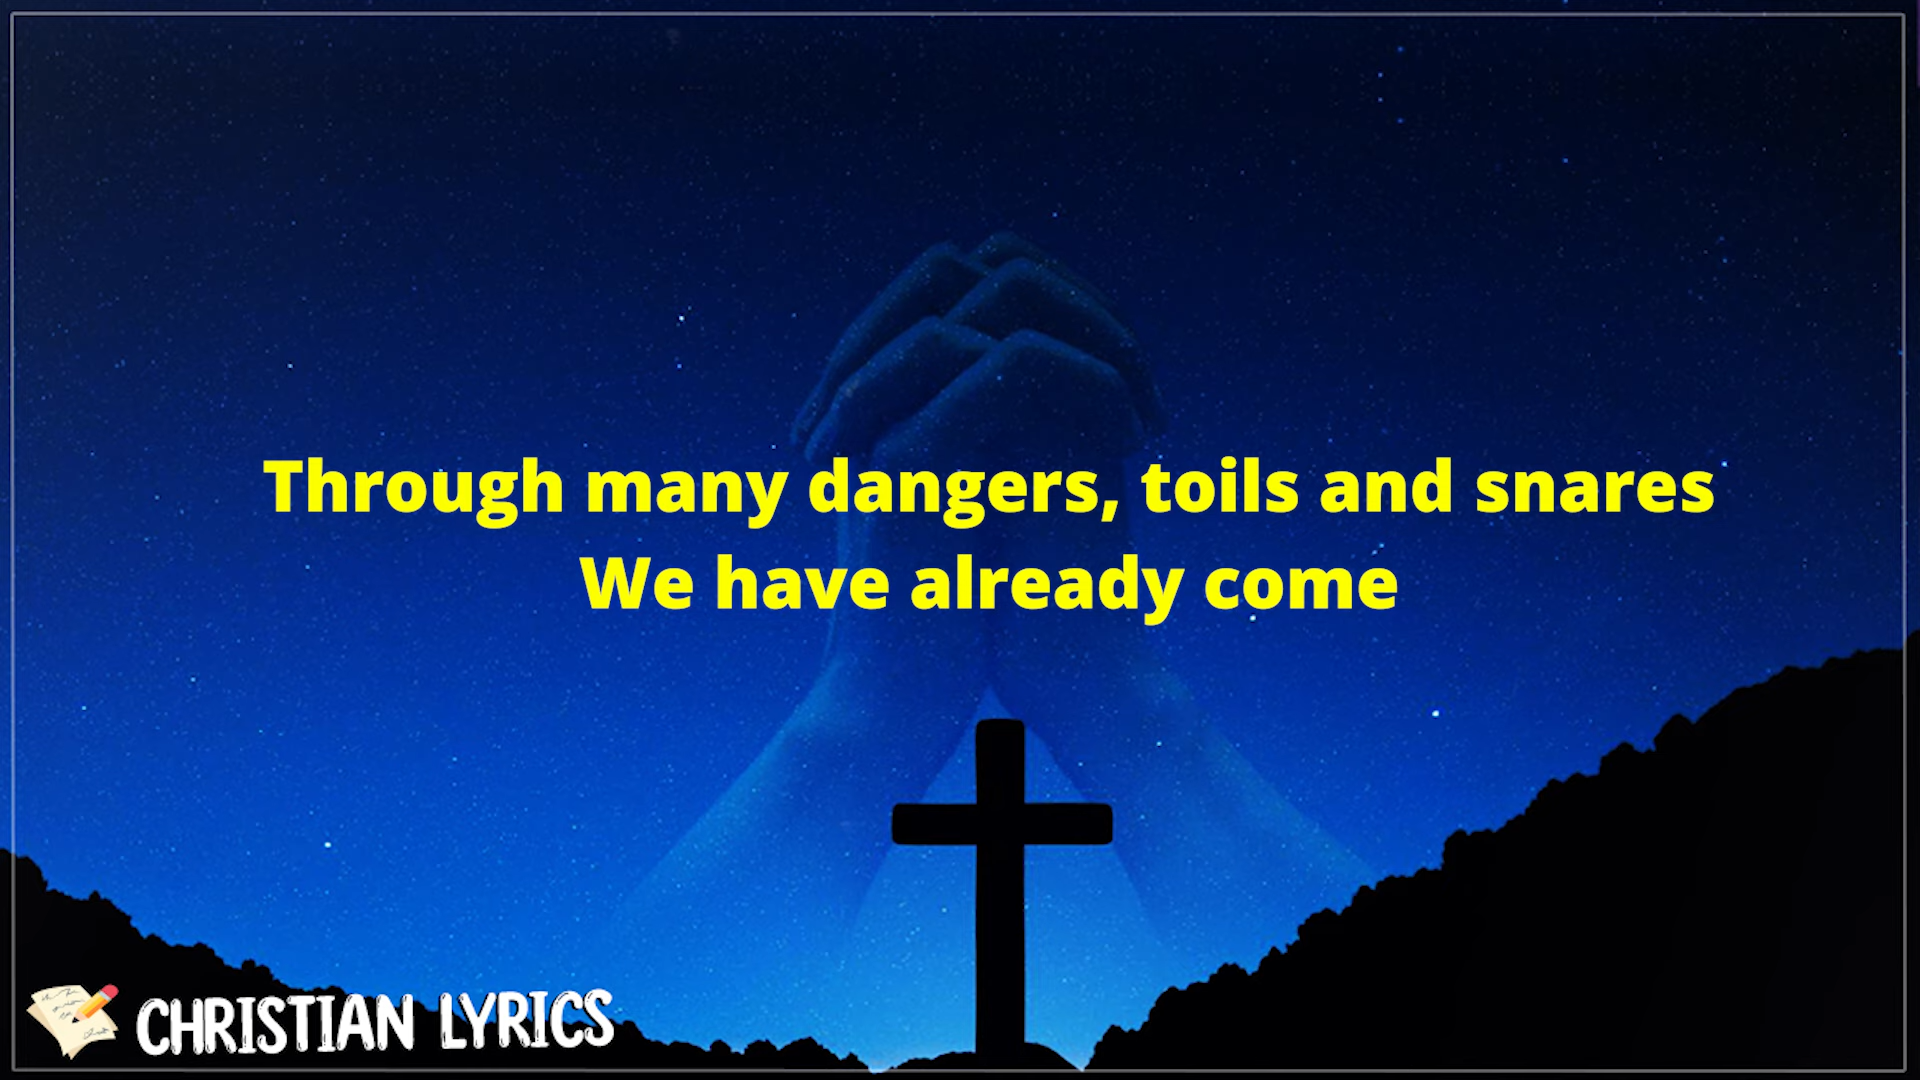 Through many dangers, toils and snares
We have already come
CHRISTIAN LYRICS